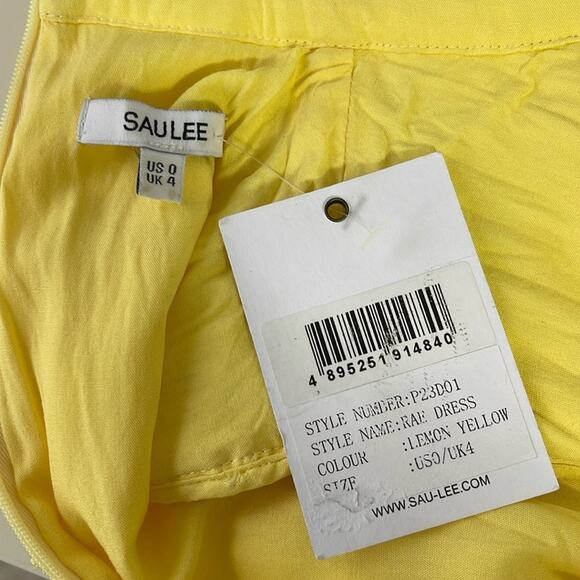 SAULEE
US 0
UK 4
4 895251 914840
STYLE NUMBER:P23D01
STYLE NAME:RAE DRESS
COLOUR :LEMON YELLOW
SIZE :US0/UK4
WWW.SAU-LEE.COM